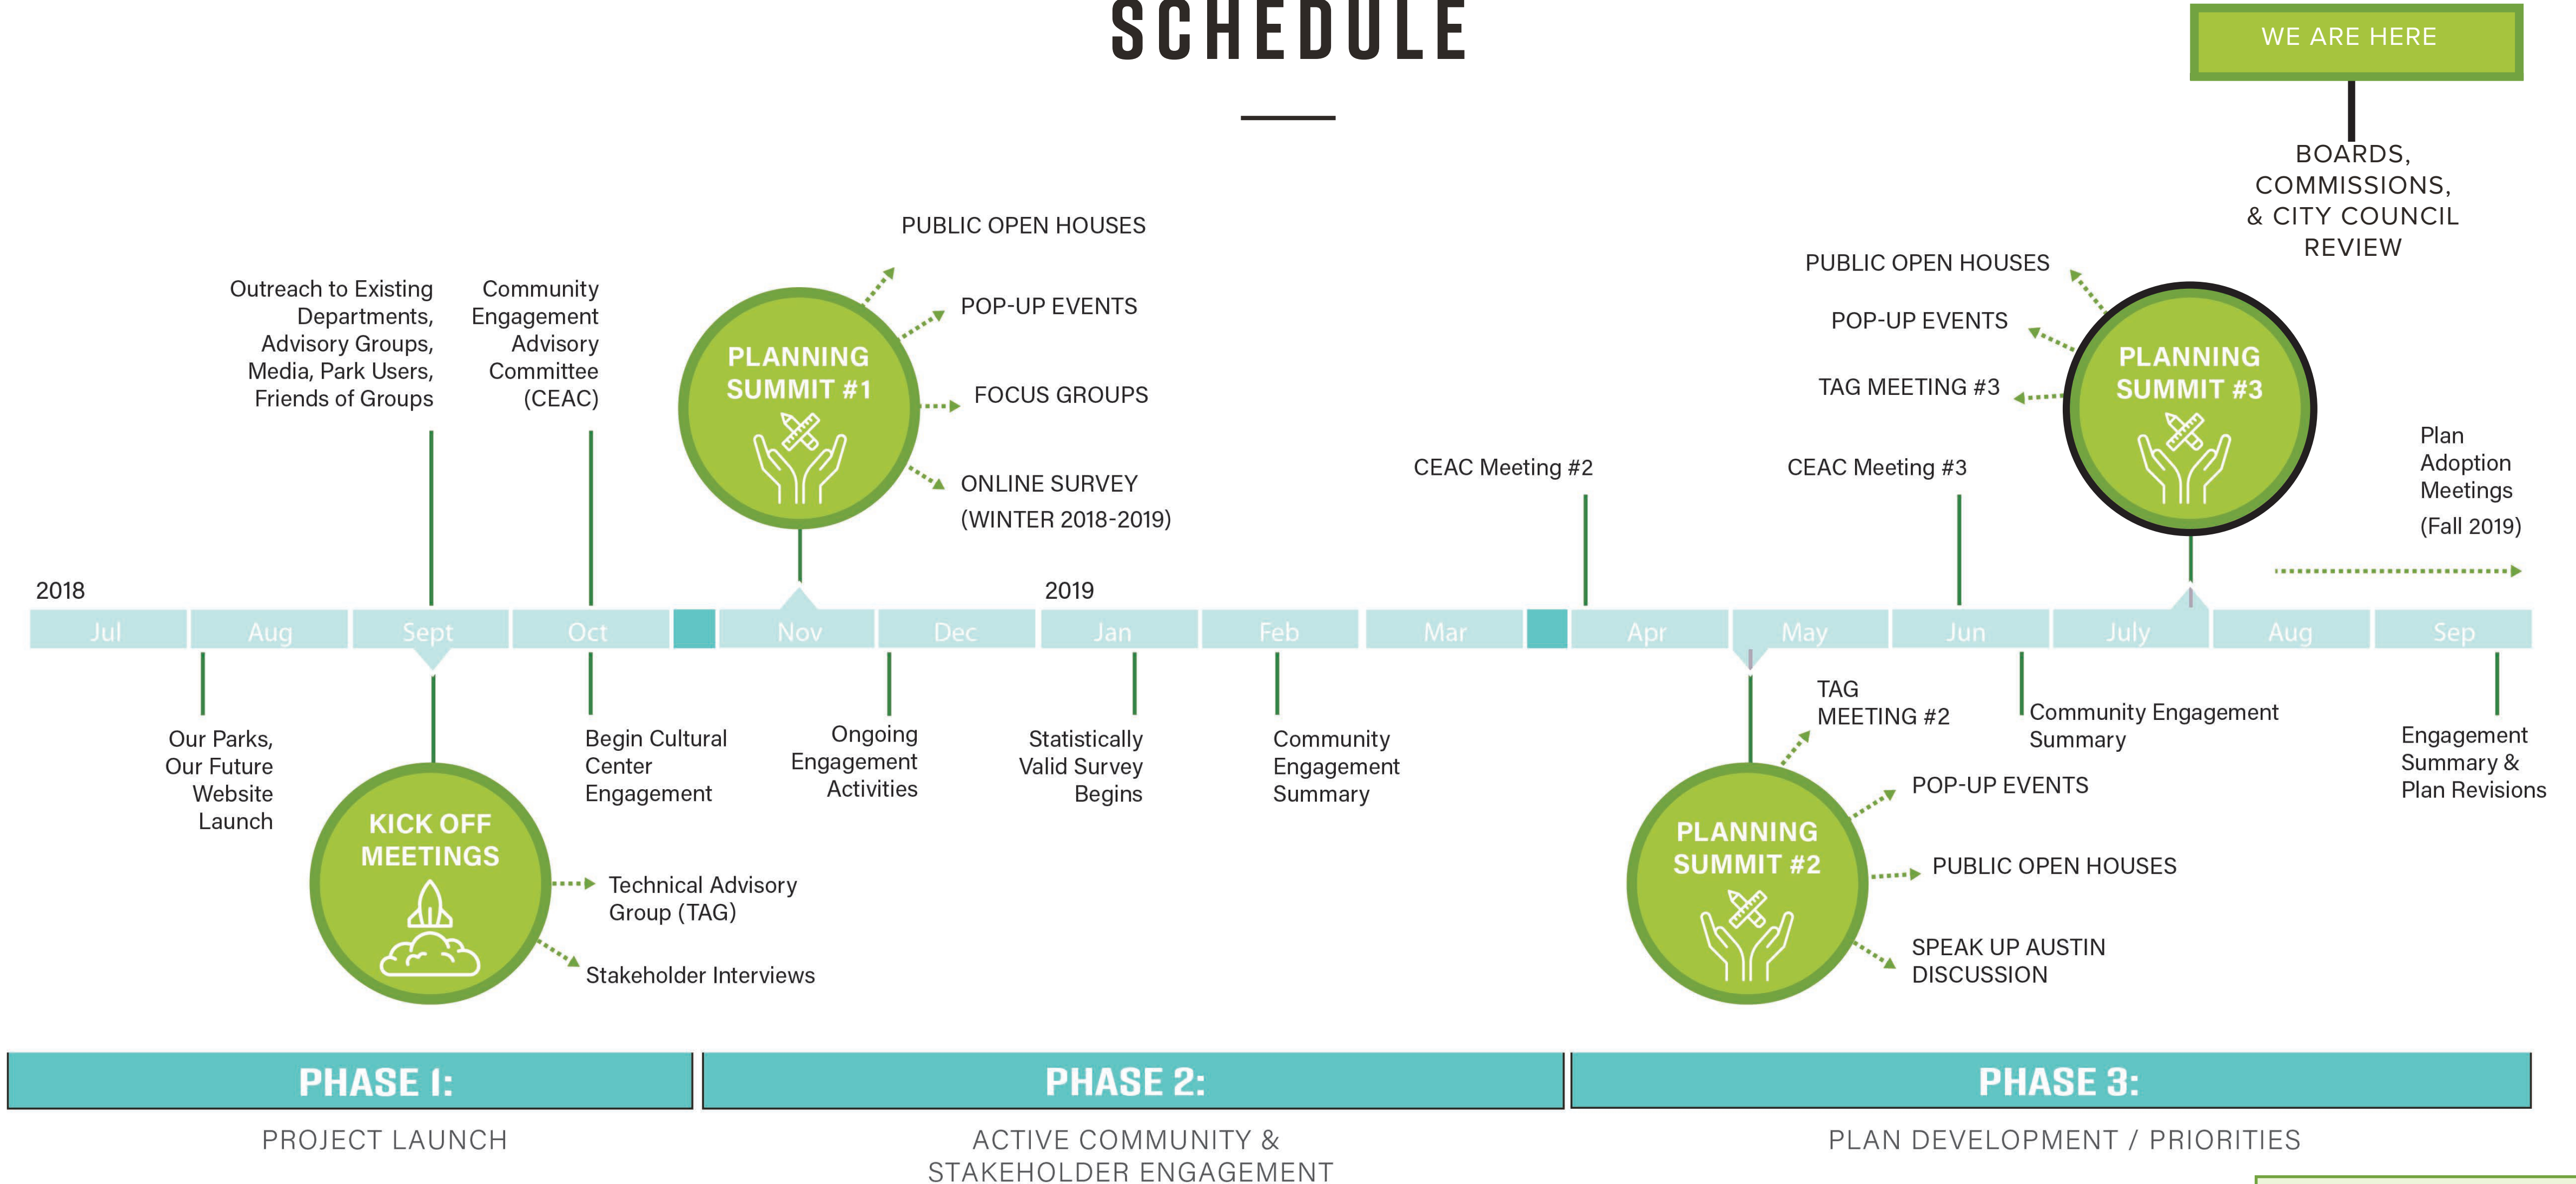 SCHEDULE
WE ARE HERE
BOARDS,
COMMISSIONS,
& CITY COUNCIL
REVIEW
Outreach to Existing
Departments,
Advisory Groups,
Media, Park Users,
Friends of Groups
Community
Engagement
Advisory
Committee
(CEAC)
PLANNING
SUMMIT #1
PUBLIC OPEN HOUSES
POP-UP EVENTS
FOCUS GROUPS
ONLINE SURVEY
(WINTER 2018-2019)
CEAC Meeting #2
CEAC Meeting #3
PUBLIC OPEN HOUSES
POP-UP EVENTS
TAG MEETING #3
PLANNING
SUMMIT #3
Plan
Adoption
Meetings
(Fall 2019)
2018
2019
Jul
Aug
Sept
Oct
Nov
Dec
Jan
Feb
Mar
Apr
May
Jun
July
Aug
Sep
Our Parks,
Our Future
Website
Launch
KICK OFF
MEETINGS
Technical Advisory
Group (TAG)
Stakeholder Interviews
Begin Cultural
Center
Engagement
Ongoing
Engagement
Activities
Statistically
Valid Survey
Begins
Community
Engagement
Summary
PLANNING
SUMMIT #2
TAG
MEETING #2
POP-UP EVENTS
PUBLIC OPEN HOUSES
SPEAK UP AUSTIN
DISCUSSION
Community Engagement
Summary
Engagement
Summary &
Plan Revisions
PHASE 1:
PROJECT LAUNCH
PHASE 2:
ACTIVE COMMUNITY &
STAKEHOLDER ENGAGEMENT
PHASE 3:
PLAN DEVELOPMENT / PRIORITIES